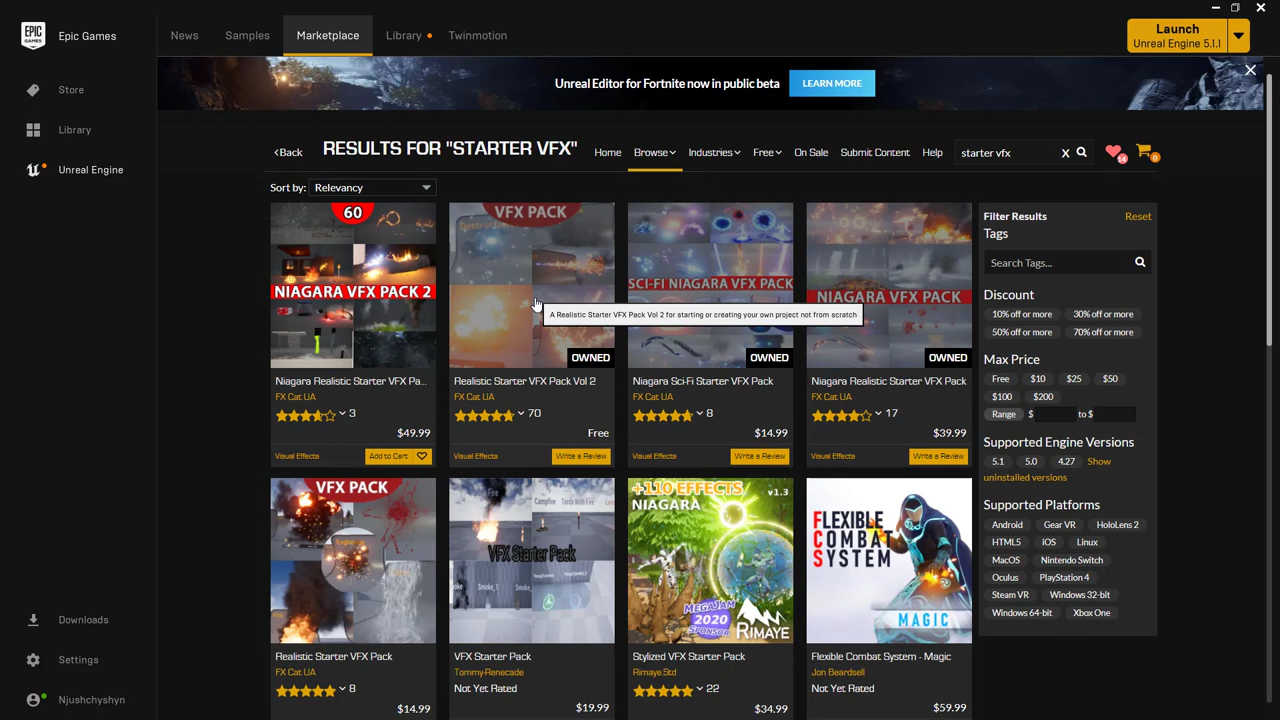 EPIC GAMES
Epic Games
News
Samples
Marketplace
Library
Twinmotion
Launch
Unreal Engine 5.1.1
Store
Library
Unreal Engine
Unreal Editor for Fortnite now in public beta
LEARN MORE
Back
RESULTS FOR "STARTER VFX"
Home
Browse
Industries
Free
On Sale
Submit Content
Help
starter vfx
X
14
0
Sort by:
Relevancy
60
NIAGARA VFX PACK 2
VFX PACK
SCI-FI NIAGARA VFX PACK
NIAGARA VFX PACK
A Realistic Starter VFX Pack Vol 2 for starting or creating your own project not from scratch
OWNED
OWNED
OWNED
Niagara Realistic Starter VFX Pa...
FX Cat UA
3
$49.99
Visual Effects
Add to Cart
Realistic Starter VFX Pack Vol 2
FX Cat UA
70
Free
Visual Effects
Write a Review
Niagara Sci-Fi Starter VFX Pack
FX Cat UA
8
$14.99
Visual Effects
Write a Review
Niagara Realistic Starter VFX Pack
FX Cat UA
17
$39.99
Visual Effects
Write a Review
VFX PACK
Realistic Starter VFX Pack
FX Cat UA
8
$14.99
Fire
Campfire
Torch With Fire
VFX Starter Pack
Smoke_1
VFX Starter Pack
Tommy-Renecade
Not Yet Rated
$19.99
+110 EFFECTS
NIAGARA
v1.3
MEGAJAM
2020
SPONSOR
RIMAYE
Stylized VFX Starter Pack
Rimaye.Std
22
$34.99
FLEXIBLE
COMBAT
SYSTEM
MAGIC
Flexible Combat System - Magic
Jon Beardsell
Not Yet Rated
$59.99
Filter Results
Reset
Tags
Search Tags...
Discount
10% off or more
30% off or more
50% off or more
70% off or more
Max Price
Free
$10
$25
$50
$100
$200
Range
$
to $
Supported Engine Versions
5.1
5.0
4.27
Show
uninstalled versions
Supported Platforms
Android
Gear VR
HoloLens 2
HTML5
iOS
Linux
MacOS
Nintendo Switch
Oculus
PlayStation 4
Steam VR
Windows 32-bit
Windows 64-bit
Xbox One
Downloads
Settings
Njushchyshyn